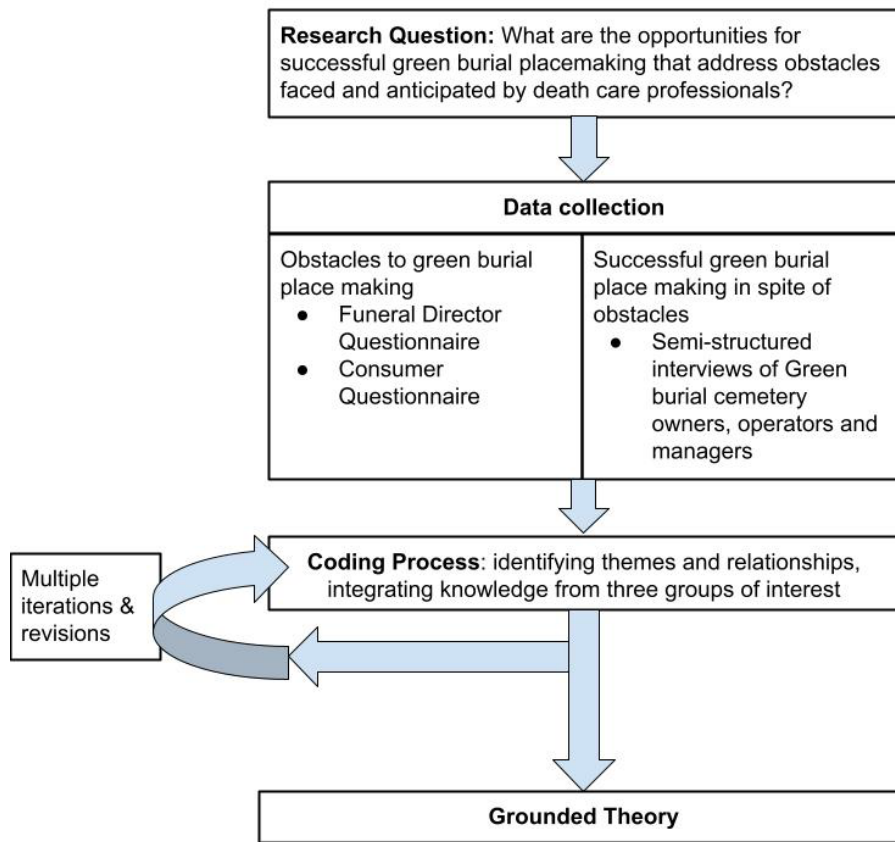 Research Question: What are the opportunities for
successful green burial placemaking that address obstacles
faced and anticipated by death care professionals?
Data collection
Obstacles to green burial
place making
● Funeral Director
Questionnaire
● Consumer
Questionnaire
Successful green burial
place making in spite of
obstacles
● Semi-structured
interviews of Green
burial cemetery
owners, operators and
managers
Coding Process: identifying themes and relationships,
integrating knowledge from three groups of interest
Multiple
iterations &
revisions
Grounded Theory